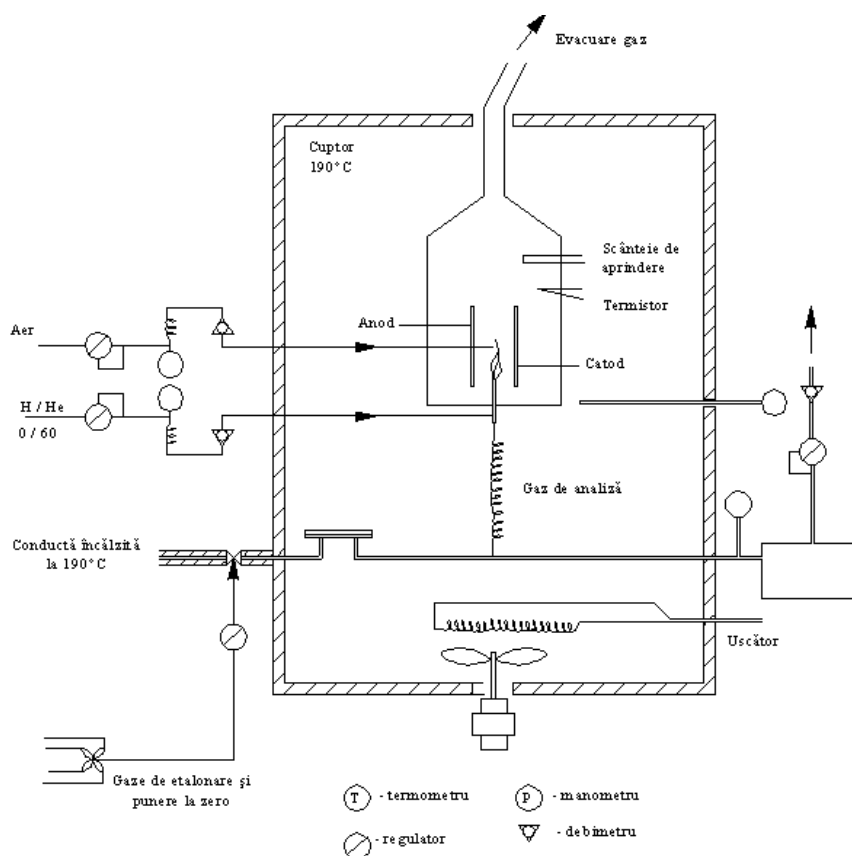 Evacuare gaz
Cuptor
190°C
Scânteie de
aprindere
Termistor
Anod
Aer
Catod
H / He
0 / 60
Gaz de analiză
Conductă încălzită
la 190°C
Uscător
Gaze de etalonare şi
punere la zero
T - termometru
P - manometru
- regulator
- debimetru